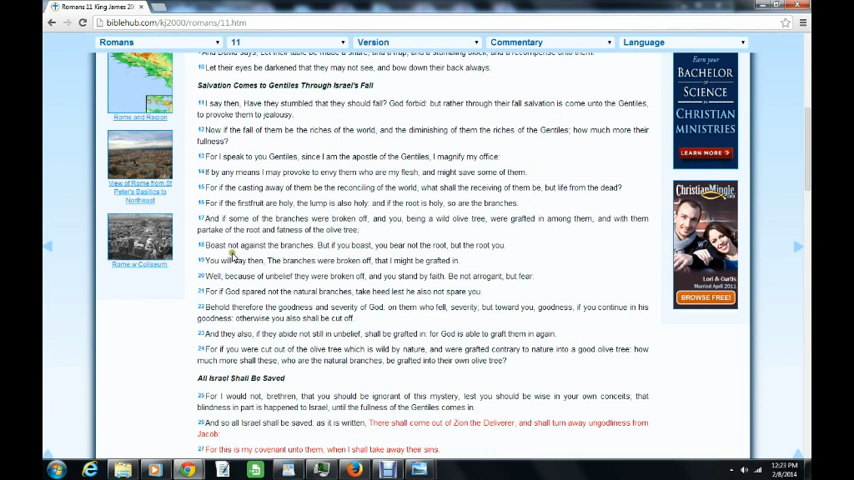 Romans 11 King James 20
biblehub.com/kj2000/romans/11.htm
Romans 11 Version Commentary Language
10 Let their eyes be darkened that they may not see, and bow down their back always.
Salvation Comes to Gentiles Through Israel's Fall
11 I say then, Have they stumbled that they should fall? God forbid: but rather through their fall salvation is come unto the Gentiles,
to provoke them to jealousy.
12 Now if the fall of them be the riches of the world, and the diminishing of them the riches of the Gentiles; how much more their
fullness?
13 For I speak to you Gentiles, since I am the apostle of the Gentiles, I magnify my office:
14 If by any means I may provoke to envy them who are my flesh, and might save some of them.
15 For if the casting away of them be the reconciling of the world, what shall the receiving of them be, but life from the dead?
16 For if the firstfruit are holy, the lump is also holy: and if the root is holy, so are the branches.
17 And if some of the branches were broken off, and you, being a wild olive tree, were grafted in among them, and with them
partake of the root and fatness of the olive tree;
18 Boast not against the branches. But if you boast, you bear not the root, but the root you.
19 You will say then, The branches were broken off, that I might be grafted in.
20 Well; because of unbelief they were broken off, and you stand by faith. Be not arrogant, but fear:
21 For if God spared not the natural branches, take heed lest he also not spare you.
22 Behold therefore the goodness and severity of God: on them who fell, severity; but toward you, goodness, if you continue in his
goodness: otherwise you also shall be cut off.
23 And they also, if they abide not still in unbelief, shall be grafted in: for God is able to graft them in again.
24 For if you were cut out of the olive tree which is wild by nature, and were grafted contrary to nature into a good olive tree: how
much more shall these, who are the natural branches, be grafted into their own olive tree?
All Israel Shall Be Saved
25 For I would not, brethren, that you should be ignorant of this mystery, lest you should be wise in your own conceits; that
blindness in part is happened to Israel, until the fullness of the Gentiles comes in.
26 And so all Israel shall be saved: as it is written, There shall come out of Zion the Deliverer, and shall turn away ungodliness from
Jacob:
27 For this is my covenant unto them, when I shall take away their sins.
Rome and Region
View of Rome from St
Peter's Basilica to
Northeast
Rome's Coliseum
Earn your
BACHELOR
of
SCIENCE
in
CHRISTIAN
MINISTRIES
LEARN MORE
ChristianMingle
Lori & Curtis
BROWSE FREE!
12:23 PM
2/8/2014